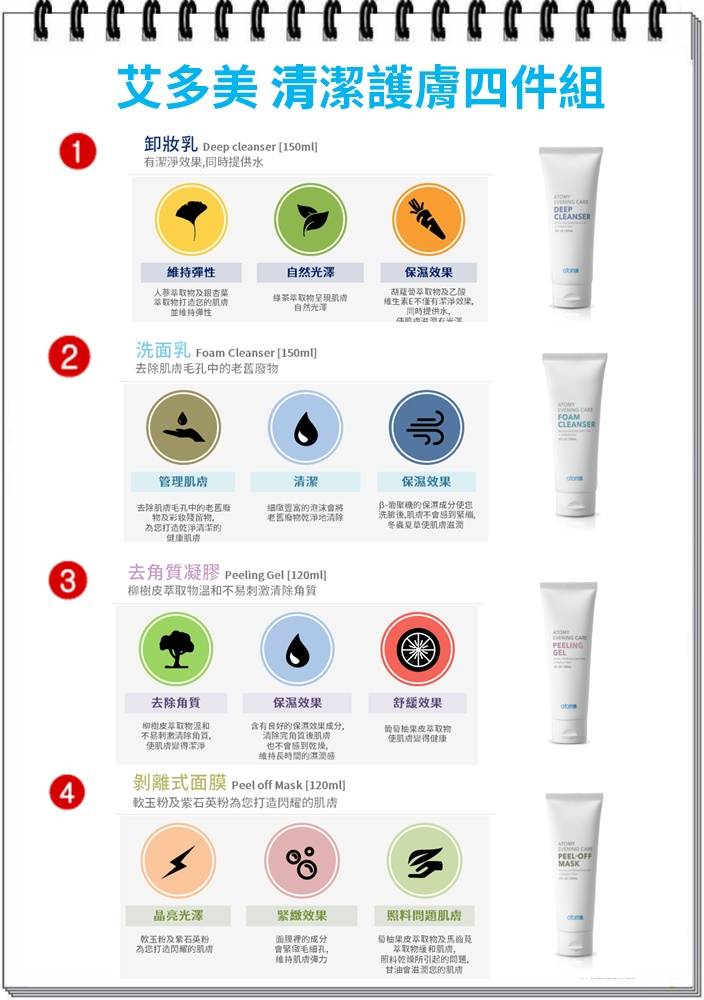 艾多美 清潔護膚四件組
1
卸妝乳 Deep cleanser [150ml]
有潔淨效果,同時提供水
維持彈性
人蔘萃取物及銀杏葉
萃取物打造您的肌膚
並維持彈性
自然光澤
綠茶萃取物呈現肌膚
自然光澤
保濕效果
胡蘿蔔萃取物及乙酸
維生素E不僅有潔淨效果,
同時提供水,
使肌膚滋潤有光澤
ATOMY
EVENING CARE
DEEP
CLEANSER
atomy
2
洗面乳 Foam Cleanser [150ml]
去除肌膚毛孔中的老舊廢物
管理肌膚
去除肌膚毛孔中的老舊廢
物及彩妝殘留物,
為您打造乾淨清潔的
健康肌膚
清潔
細緻豐富的泡沫會將
老舊廢物乾淨地清除
保濕效果
β-葡聚糖的保濕成分使您
洗臉後,肌膚不會感到緊繃,
冬蟲夏草使肌膚滋潤
ATOMY
EVENING CARE
FOAM
CLEANSER
atomy
3
去角質凝膠 Peeling Gel [120ml]
柳樹皮萃取物溫和不易刺激清除角質
去除角質
柳樹皮萃取物溫和
不易刺激清除角質,
使肌膚變得潔淨
保濕效果
含有良好的保濕效果成分,
清除完角質後肌膚
也不會感到乾燥,
維持長時間的濕潤感
舒緩效果
葡萄柚果皮萃取物
使肌膚變得健康
ATOMY
EVENING CARE
PEELING
GEL
atomy
4
剝離式面膜 Peel off Mask [120ml]
軟玉粉及紫石英粉為您打造閃耀的肌膚
晶亮光澤
軟玉粉及紫石英粉
為您打造閃耀的肌膚
緊緻效果
面膜裡的成分
會緊緻毛細孔,
維持肌膚彈力
照料問題肌膚
萄柚果皮萃取物及馬齒莧
萃取物緩和肌膚,
照料乾燥所引起的問題,
甘油會滋潤您的肌膚
ATOMY
EVENING CARE
PEEL-OFF
MASK
atomy